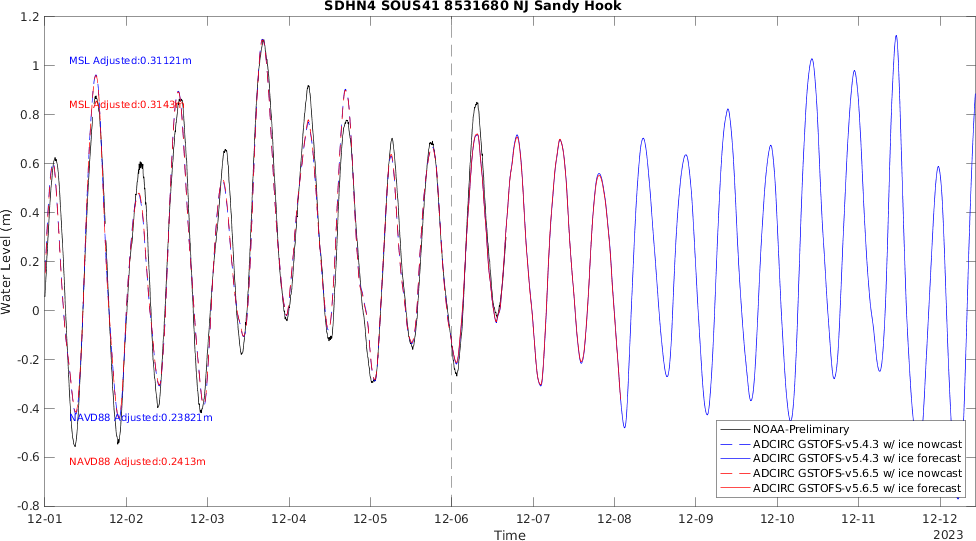 SDHN4 SOUS41 8531680 NJ Sandy Hook
1.2
1
0.8
0.6
0.4
0.2
0
-0.2
-0.4
-0.6
-0.8
Water Level (m)
MSL Adjusted:0.31121m
MSL Adjusted:0.3143m
NAVD88 Adjusted:0.23821m
NAVD88 Adjusted:0.2413m
NOAA-Preliminary
ADCIRC GSTOFS-v5.4.3 w/ ice nowcast
ADCIRC GSTOFS-v5.4.3 w/ ice forecast
ADCIRC GSTOFS-v5.6.5 w/ ice nowcast
ADCIRC GSTOFS-v5.6.5 w/ ice forecast
12-01 12-02 12-03 12-04 12-05 12-06 12-07 12-08 12-09 12-10 12-11 12-12
2023
Time